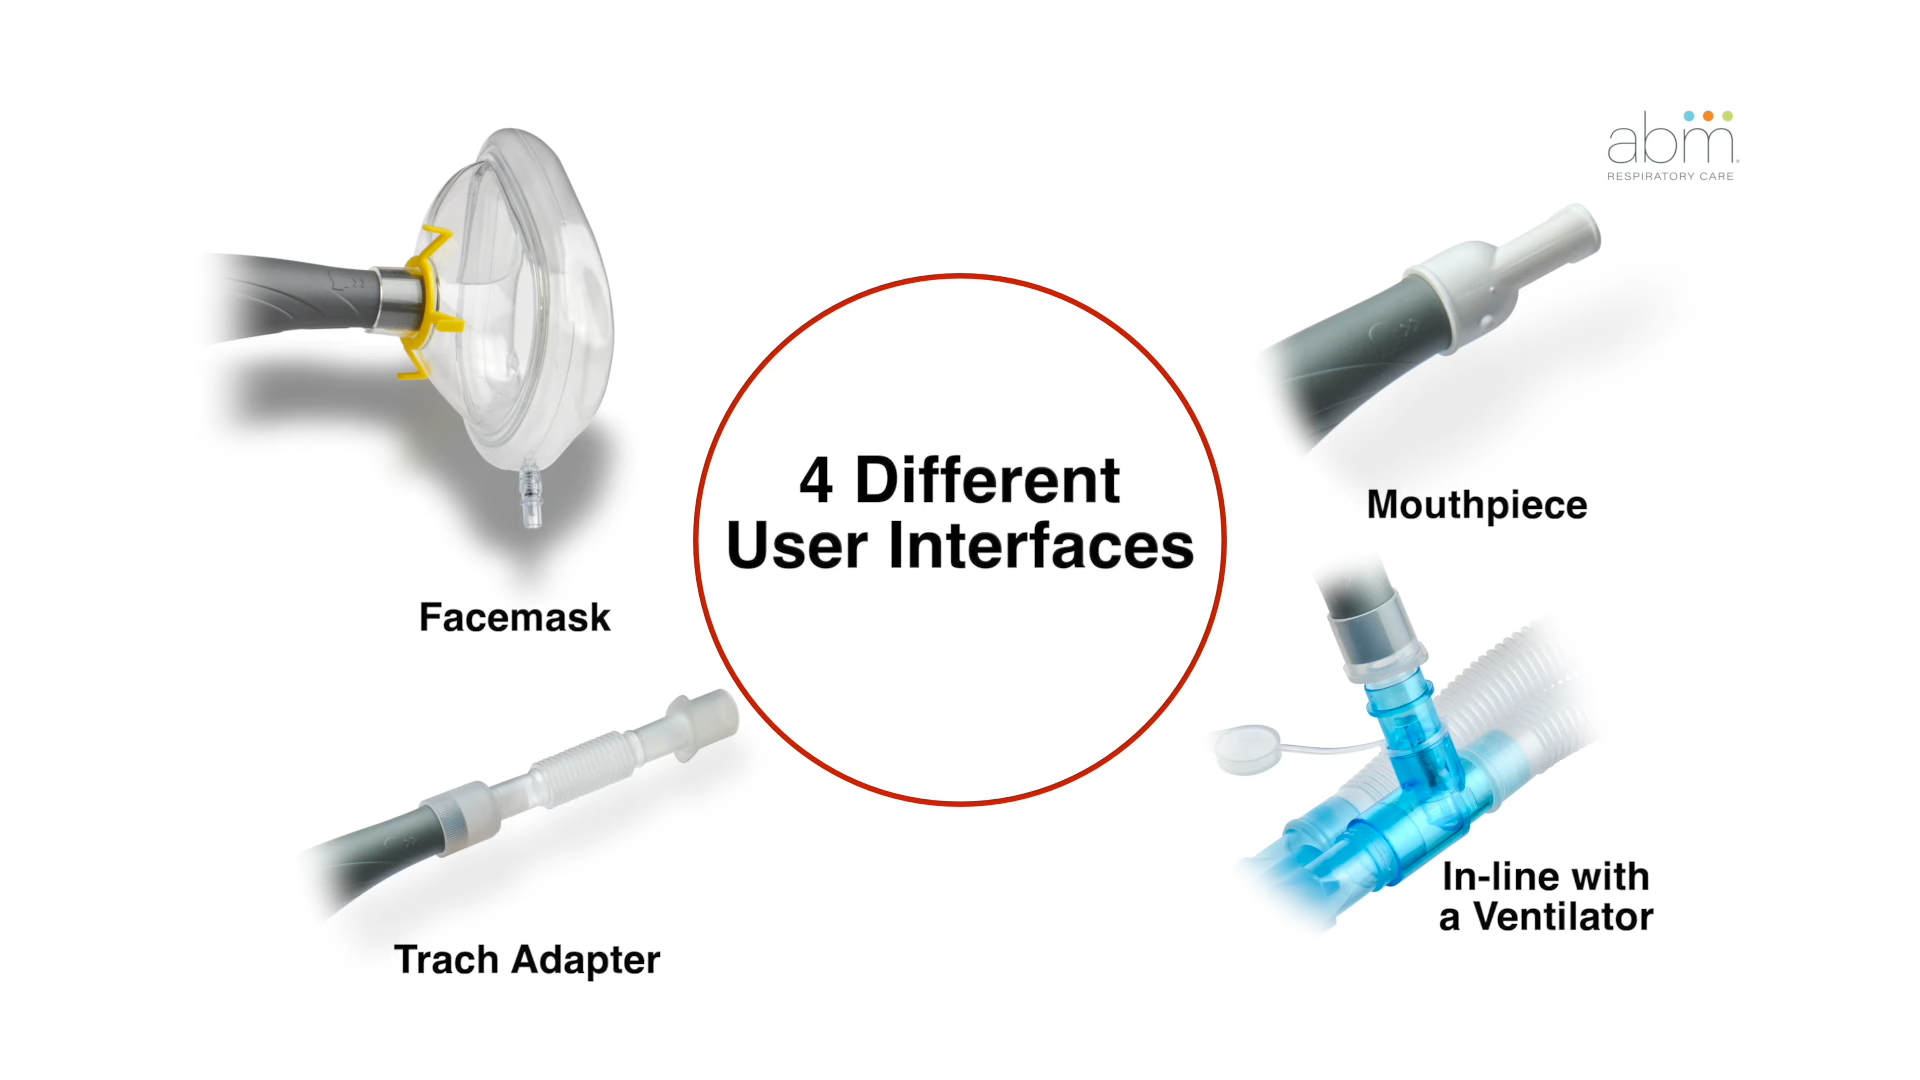 abm
RESPIRATORY CARE
4 Different
User Interfaces
Facemask
Mouthpiece
Trach Adapter
In-line with
a Ventilator